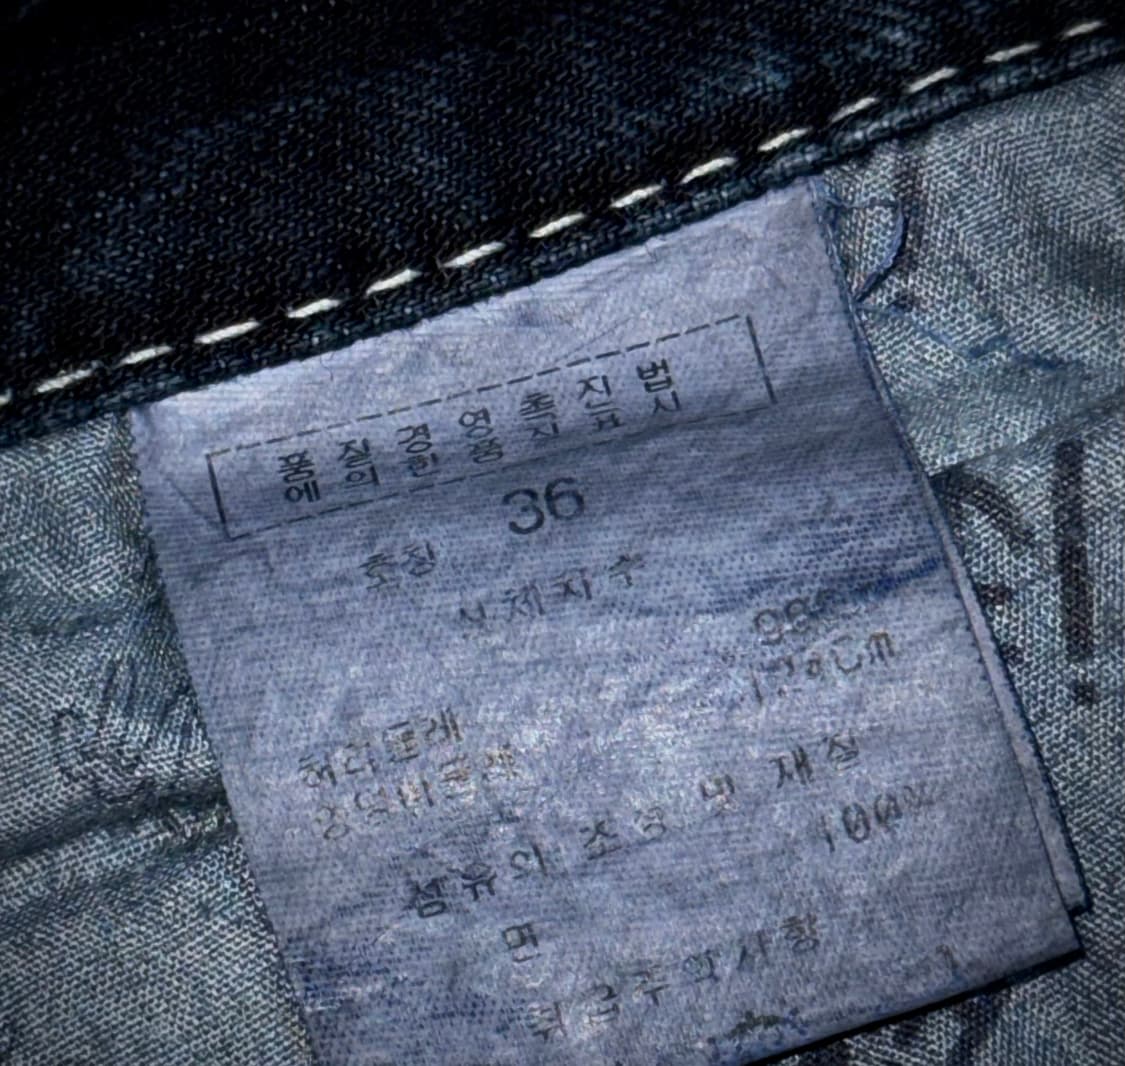 품질경영촉진법
에의한품질표시
36
호칭
신체치수
허리둘레
엉덩이둘레
섬유의 조성 및 재질
면 100%
취급주의사항